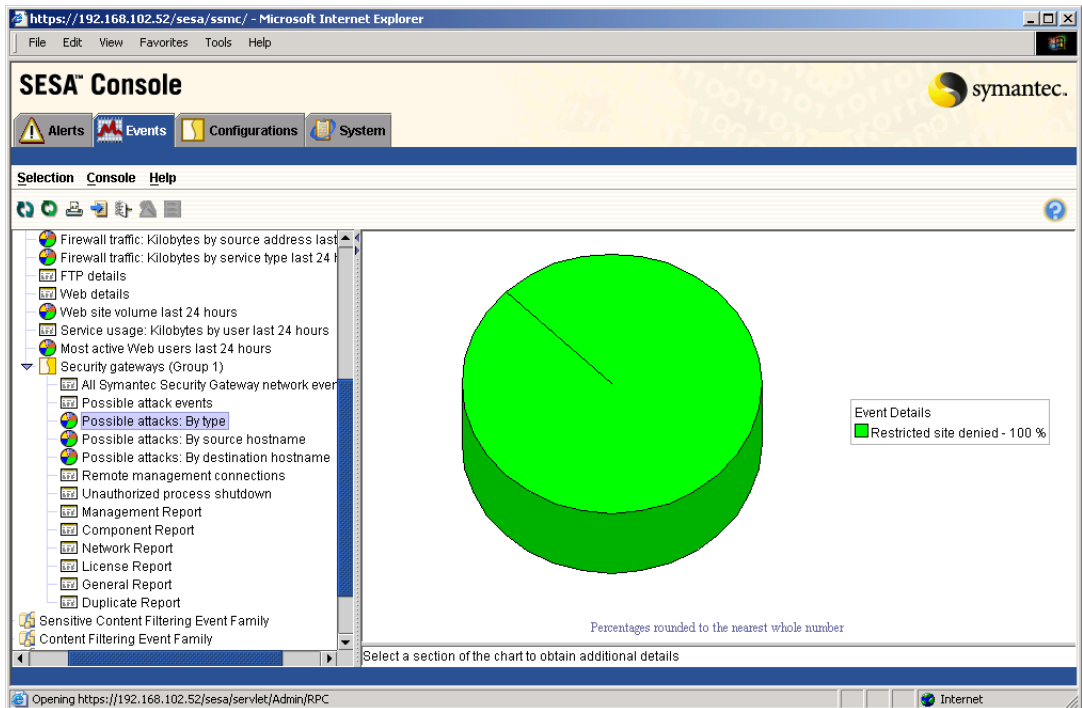 https://192.168.102.52/sesa/ssmc/ - Microsoft Internet Explorer
File Edit View Favorites Tools Help
SESA™ Console
symantec.
Alerts Events Configurations System
Selection Console Help
Firewall traffic: Kilobytes by source address last
Firewall traffic: Kilobytes by service type last 24 h
FTP details
Web details
Web site volume last 24 hours
Service usage: Kilobytes by user last 24 hours
Most active Web users last 24 hours
Security gateways (Group 1)
All Symantec Security Gateway network even
Possible attack events
Possible attacks: By type
Possible attacks: By source hostname
Possible attacks: By destination hostname
Remote management connections
Unauthorized process shutdown
Management Report
Component Report
Network Report
License Report
General Report
Duplicate Report
Sensitive Content Filtering Event Family
Content Filtering Event Family
Event Details
Restricted site denied - 100 %
Percentages rounded to the nearest whole number
Select a section of the chart to obtain additional details
Opening https://192.168.102.52/sesa/servlet/Admin/RPC
Internet